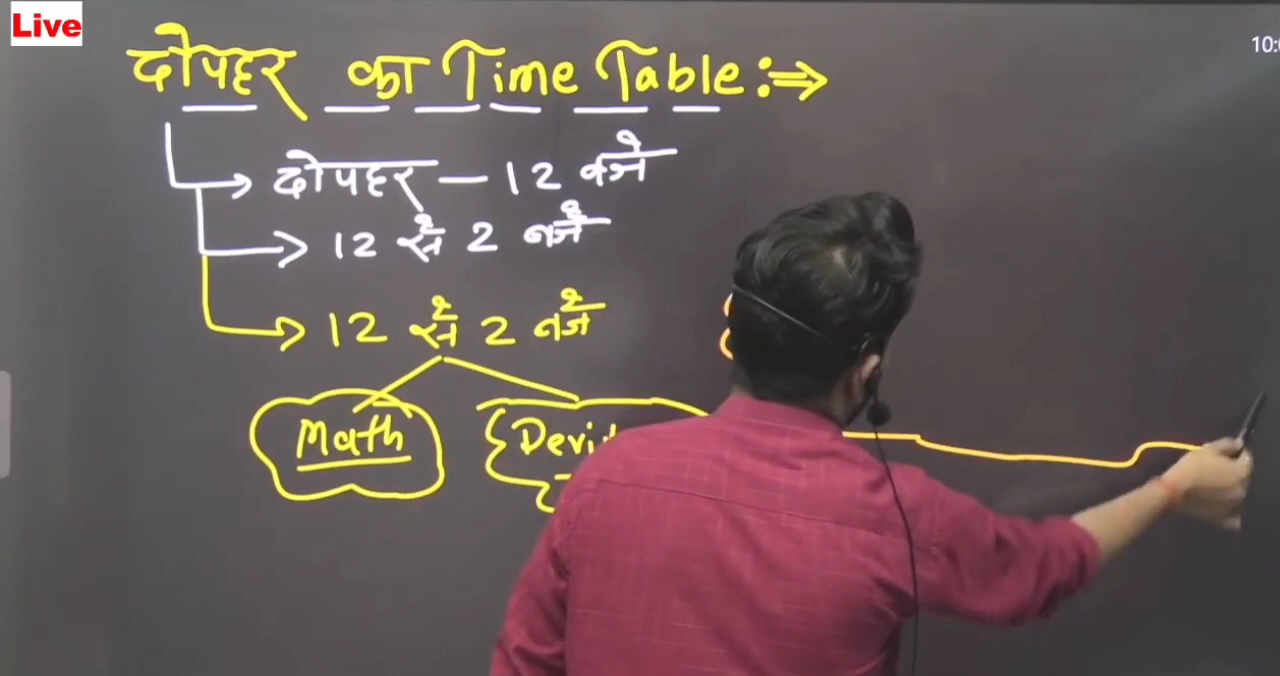 Live
दोपहर का Time Table :⇒
→ दोपहर — 12 बजे
→ 12 से 2 बजे
→ 12 से 2 बजे
Math